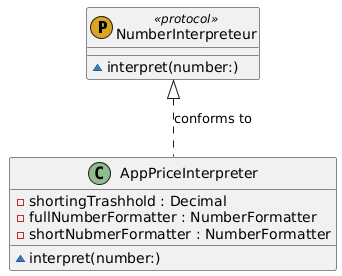 P
«protocol»
NumberInterpreteur
interpret(number:)
conforms to
C
AppPriceInterpreter
shortingTrashhold : Decimal
fullNumberFormatter : NumberFormatter
shortNubmerFormatter : NumberFormatter
interpret(number:)